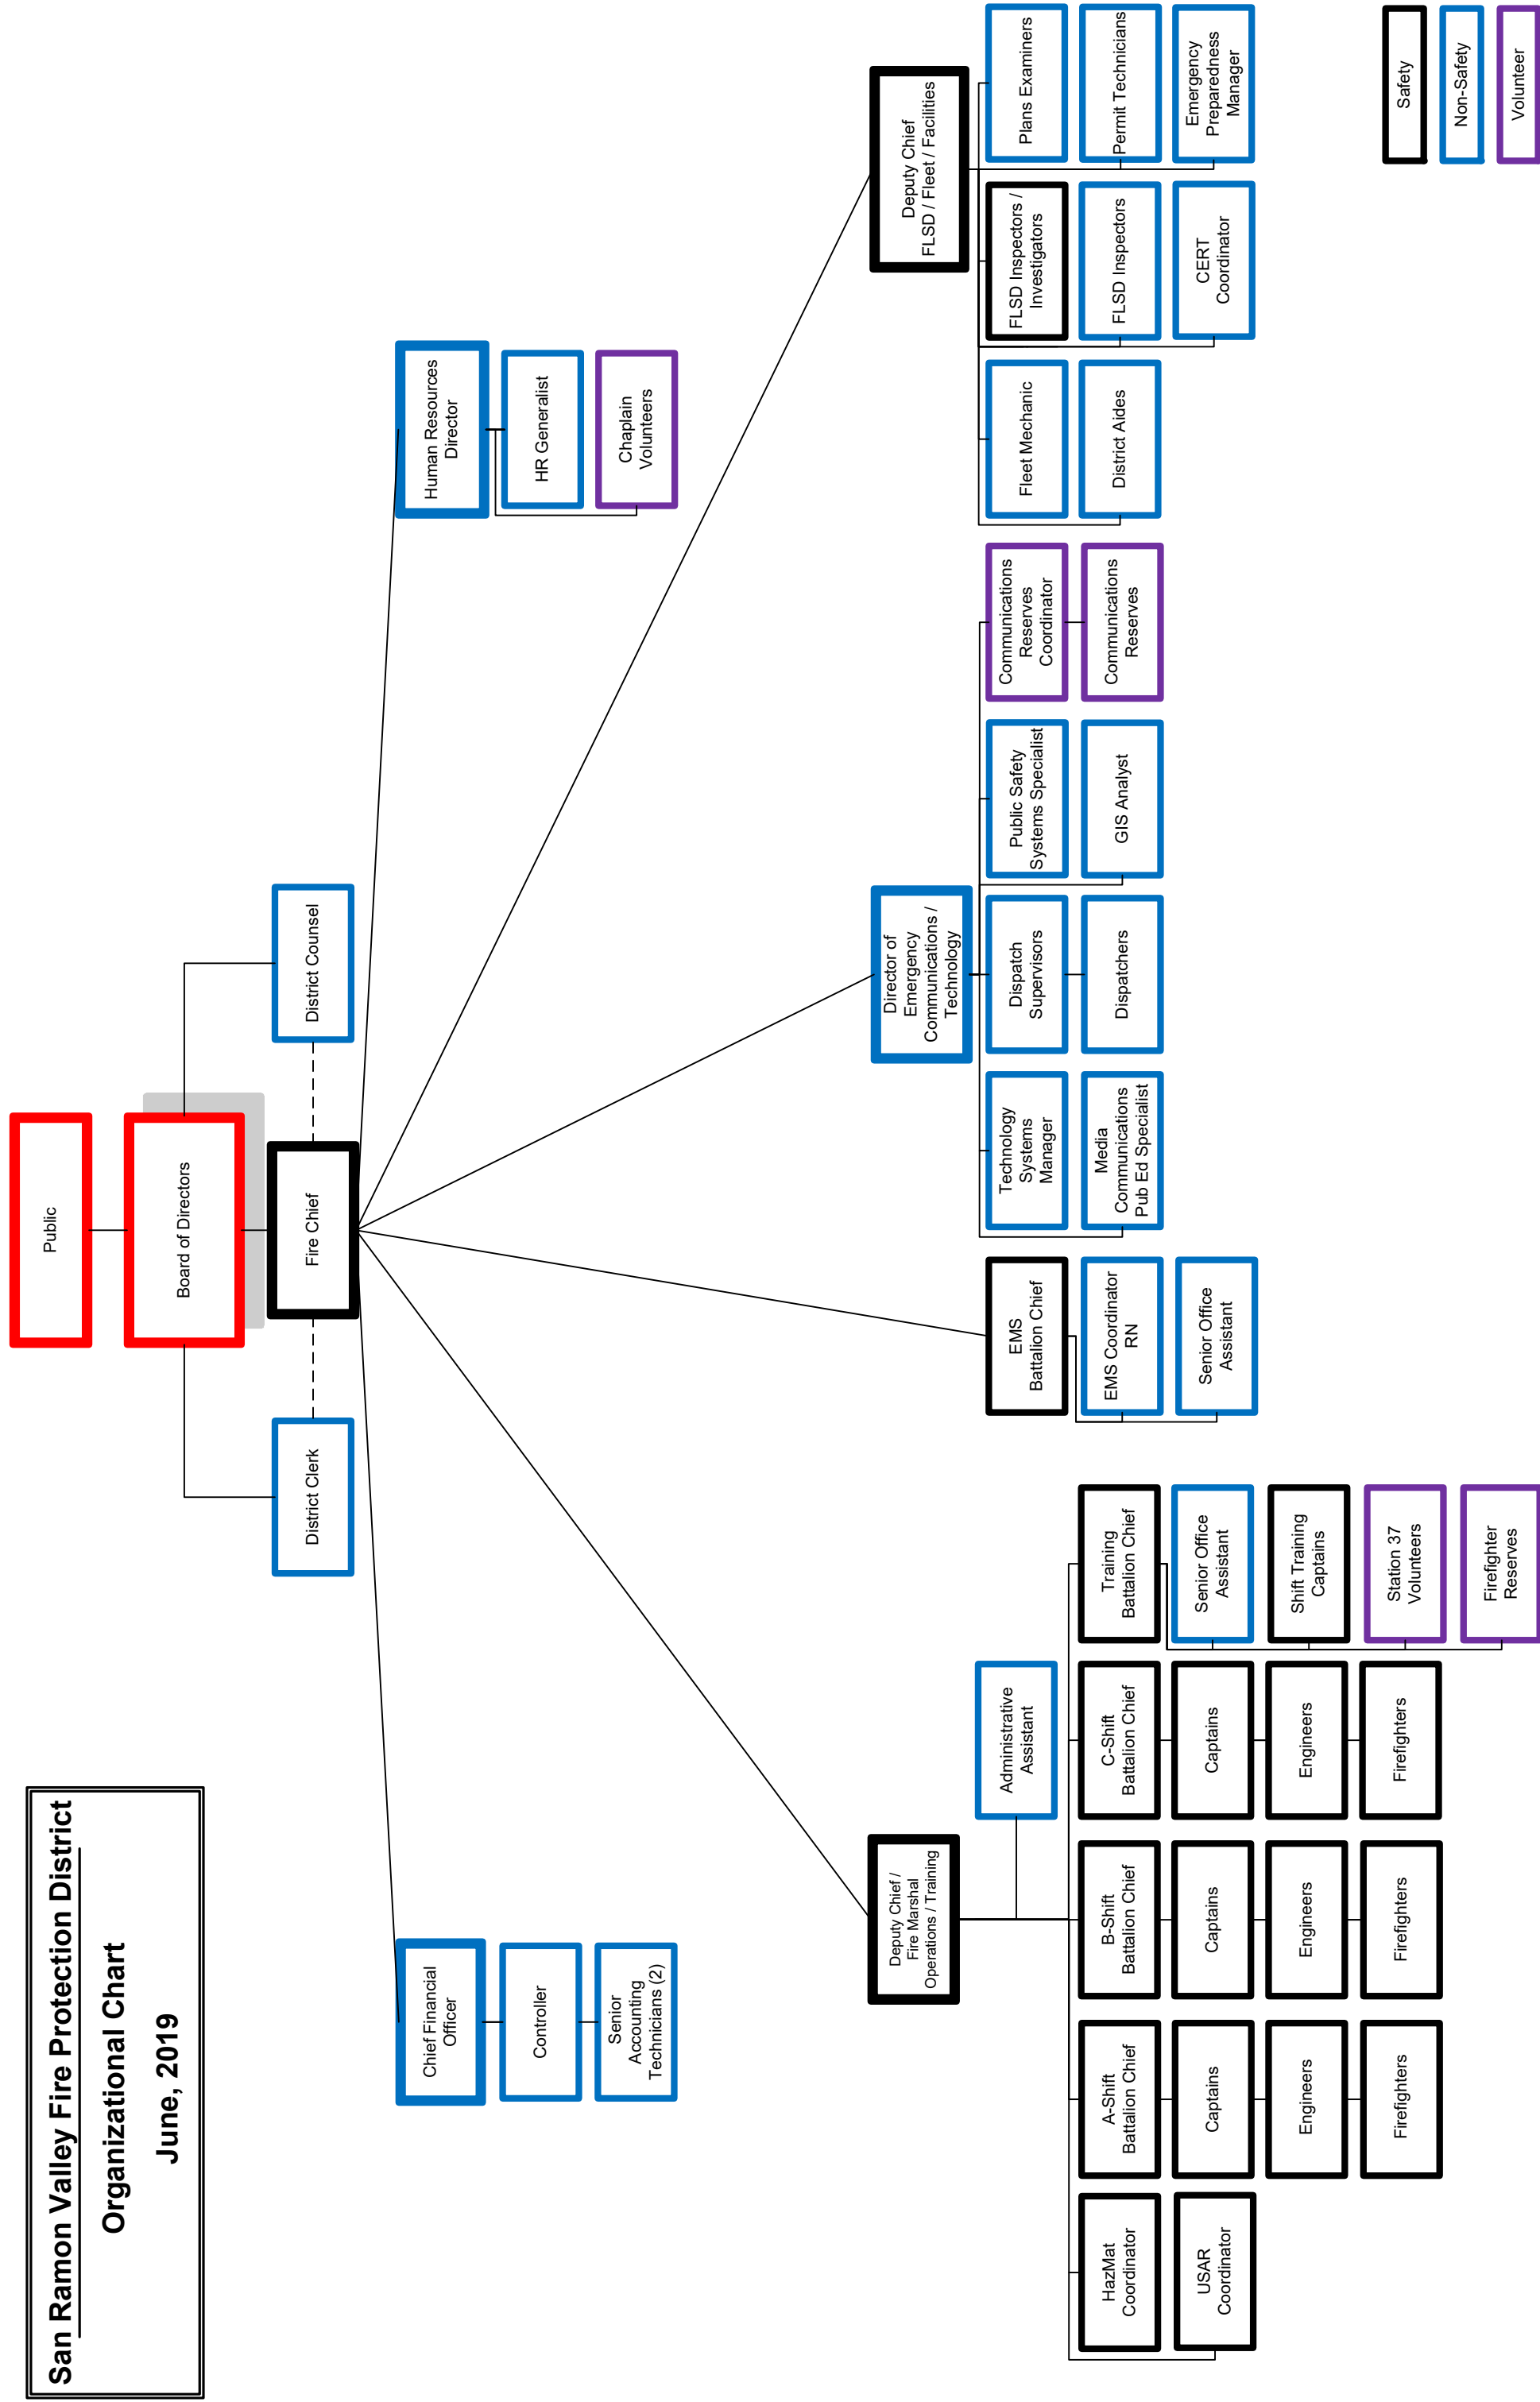 San Ramon Valley Fire Protection District
Organizational Chart
June, 2019
Public
Board of Directors
District Clerk
Fire Chief
District Counsel
Chief Financial
Officer
Controller
Senior
Accounting
Technicians (2)
Human Resources
Director
HR Generalist
Chaplain
Volunteers
Deputy Chief /
Fire Marshal
Operations / Training
Administrative
Assistant
HazMat
Coordinator
USAR
Coordinator
A-Shift
Battalion Chief
Captains
Engineers
Firefighters
B-Shift
Battalion Chief
Captains
Engineers
Firefighters
C-Shift
Battalion Chief
Captains
Engineers
Firefighters
Training
Battalion Chief
Senior Office
Assistant
Shift Training
Captains
Station 37
Volunteers
Firefighter
Reserves
EMS
Battalion Chief
EMS Coordinator
RN
Senior Office
Assistant
Director of
Emergency
Communications /
Technology
Technology
Systems
Manager
Media
Communications
Pub Ed Specialist
Dispatch
Supervisors
Dispatchers
Public Safety
Systems Specialist
GIS Analyst
Communications
Reserves
Coordinator
Communications
Reserves
Deputy Chief
FLSD / Fleet / Facilities
Fleet Mechanic
District Aides
FLSD Inspectors /
Investigators
FLSD Inspectors
CERT
Coordinator
Plans Examiners
Permit Technicians
Emergency
Preparedness
Manager
Safety
Non-Safety
Volunteer